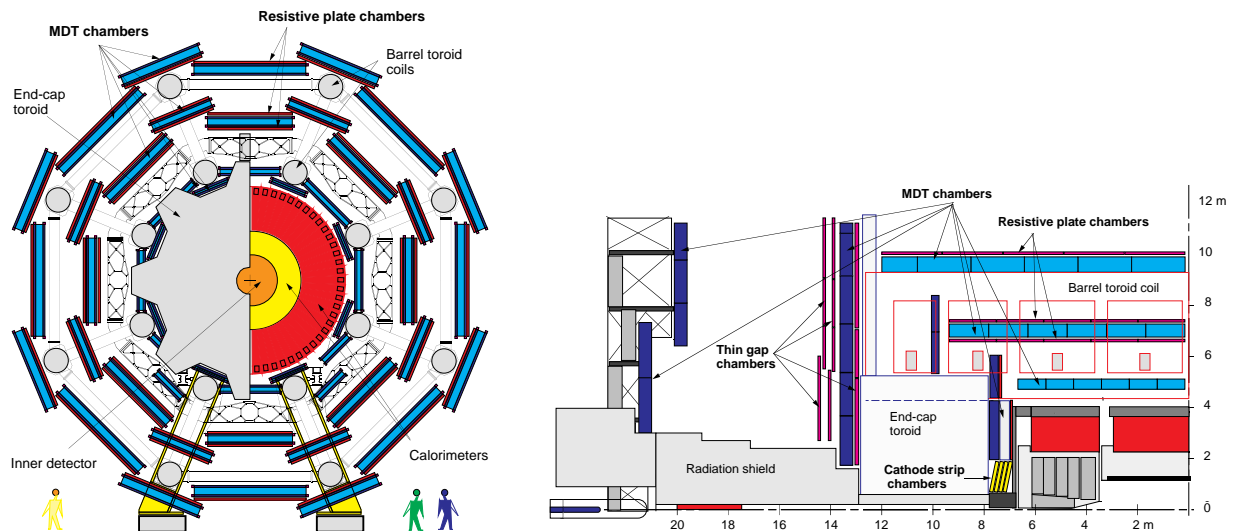 MDT chambers
Resistive plate chambers
Barrel toroid
coils
End-cap
toroid
Inner detector
Calorimeters
MDT chambers
Resistive plate chambers
12 m
10
Barrel toroid coil
8
Thin gap
chambers
6
4
End-cap
toroid
Radiation shield
Cathode strip
chambers
2
0
20 18 16 14 12 10 8 6 4 2 m